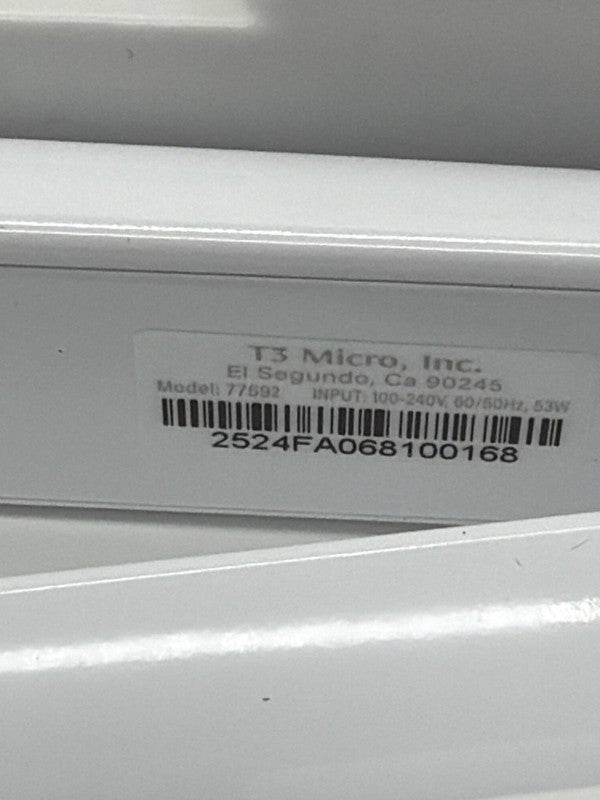 T3 Micro, Inc.
El Segundo, Ca 90245
Model: 77592 INPUT: 100-240V, 60/50Hz, 53W
2524FA068100168